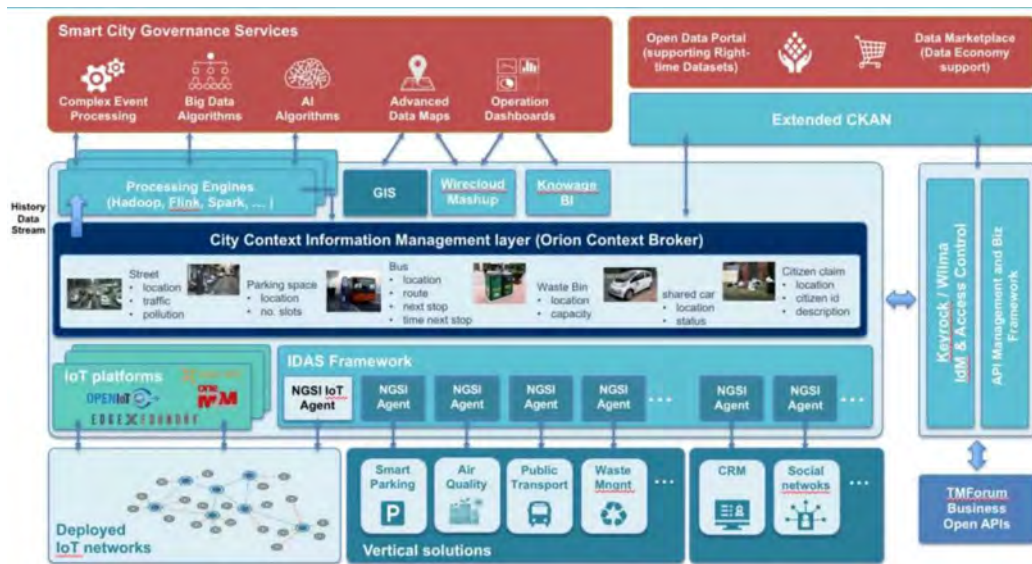 Smart City Governance Services
Complex Event
Processing
Big Data
Algorithms
AI
Algorithms
Advanced
Data Maps
Operation
Dashboards
Open Data Portal
(supporting Right-
time Datasets)
Data Marketplace
(Data Economy
support)
Extended CKAN
History
Data
Stream
Processing Engines
(Hadoop, Flink, Spark, ... )
GIS
Wirecloud
Mashup
Knowage
BI
City Context Information Management layer (Orion Context Broker)
Street
• location
• traffic
• pollution
Parking space
• location
• no. slots
Bus
• location
• route
• next stop
• time next stop
Waste Bin
• location
• capacity
shared car
• location
• status
Citizen claim
• location
• citizen id
• description
Keyrock / Wilma
IdM & Access Control
API Management and Biz
Framework
IoT platforms
OPENIoT
one
M2M
EDGE X FOUNDRY
IDAS Framework
NGSI IoT
Agent
NGSI
Agent
NGSI
Agent
NGSI
Agent
NGSI
Agent
...
NGSI
Agent
NGSI
Agent
...
Deployed
IoT networks
Smart
Parking
P
Air
Quality
Public
Transport
Waste
Mngnt
...
Vertical solutions
CRM
Social
netwoks
...
TMForum
Business
Open APIs